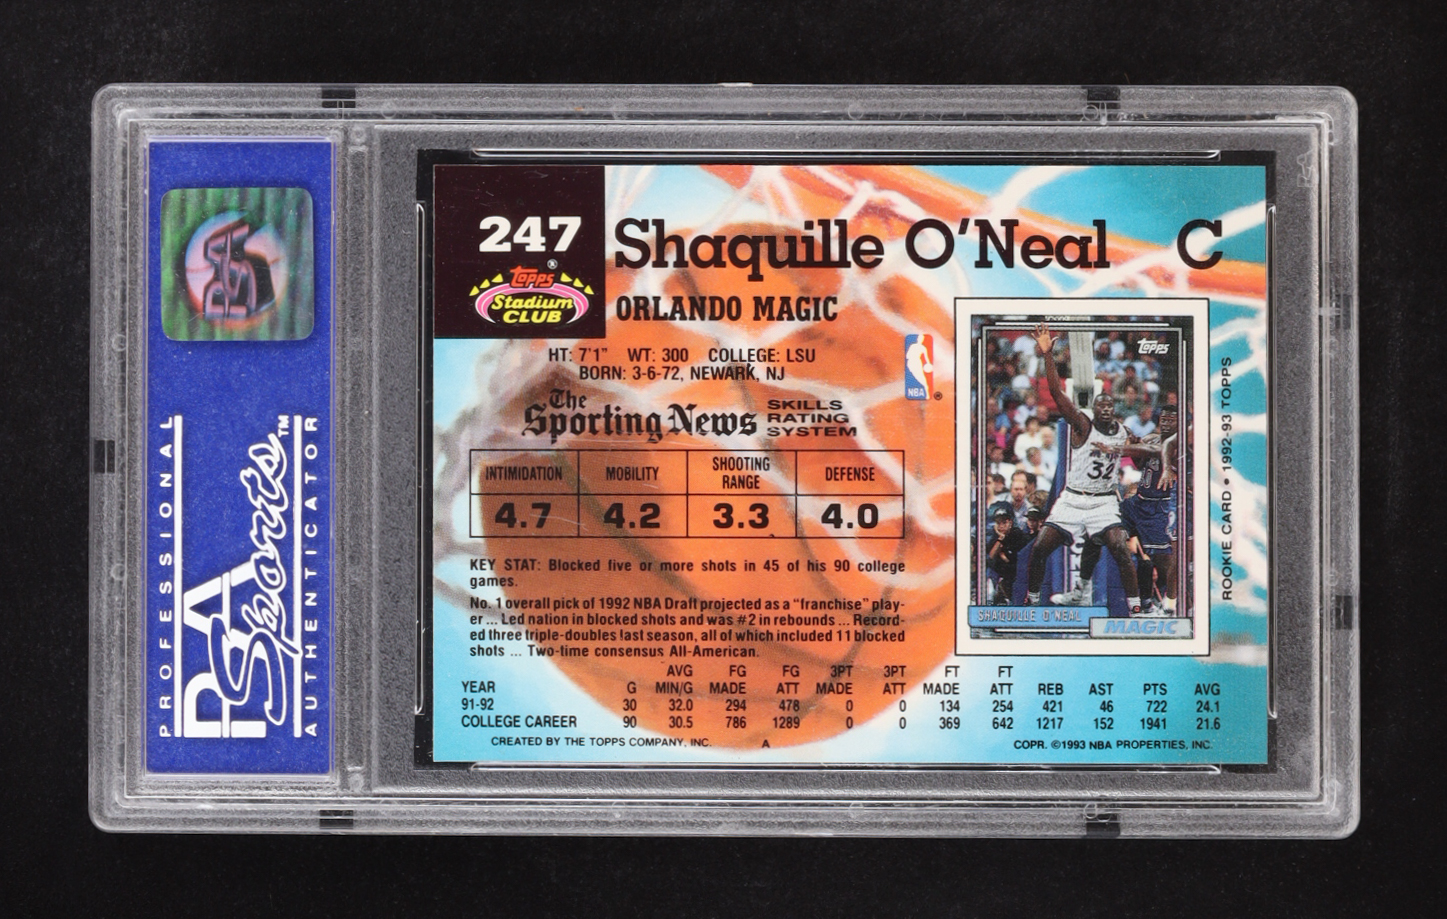 PROFESSIONAL
PSA Sports™
AUTHENTICATOR
PSA
247
Topps®
Stadium
CLUB
Shaquille O'Neal C
ORLANDO MAGIC
HT: 7'1" WT: 300 COLLEGE: LSU
BORN: 3-6-72, NEWARK, NJ
NBA
The
Sporting News
SKILLS
RATING
SYSTEM
INTIMIDATION MOBILITY SHOOTING RANGE DEFENSE
4.7 4.2 3.3 4.0
KEY STAT: Blocked five or more shots in 45 of his 90 college
games.
No. 1 overall pick of 1992 NBA Draft projected as a "franchise" play-
er ... Led nation in blocked shots and was #2 in rebounds ... Record-
ed three triple-doubles last season, all of which included 11 blocked
shots ... Two-time consensus All-American.
Topps
32
SHAQUILLE O'NEAL
MAGIC
ROOKIE CARD • 1992-93 TOPPS
AVG FG FG 3PT 3PT FT FT
YEAR G MIN/G MADE ATT MADE ATT MADE ATT REB AST PTS AVG
91-92 30 32.0 294 478 0 0 134 254 421 46 722 24.1
COLLEGE CAREER 90 30.5 786 1289 0 0 369 642 1217 152 1941 21.6
CREATED BY THE TOPPS COMPANY, INC. A COPR. ©1993 NBA PROPERTIES, INC.